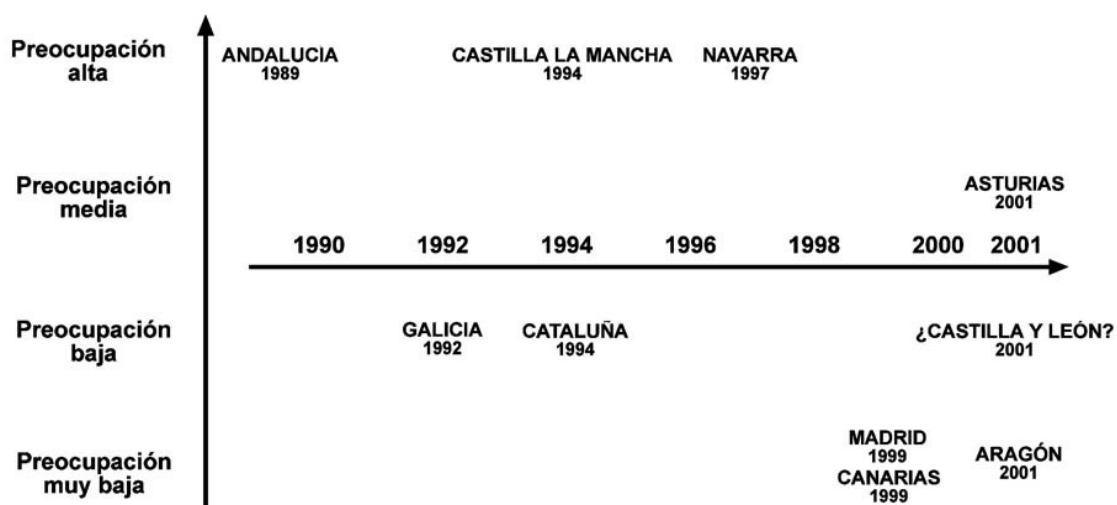 Preocupación
alta
ANDALUCIA
1989
CASTILLA LA MANCHA
1994
NAVARRA
1997
Preocupación
media
ASTURIAS
2001
1990 1992 1994 1996 1998 2000 2001
Preocupación
baja
GALICIA
1992
CATALUÑA
1994
¿CASTILLA Y LEÓN?
2001
Preocupación
muy baja
MADRID
1999
CANARIAS
1999
ARAGÓN
2001